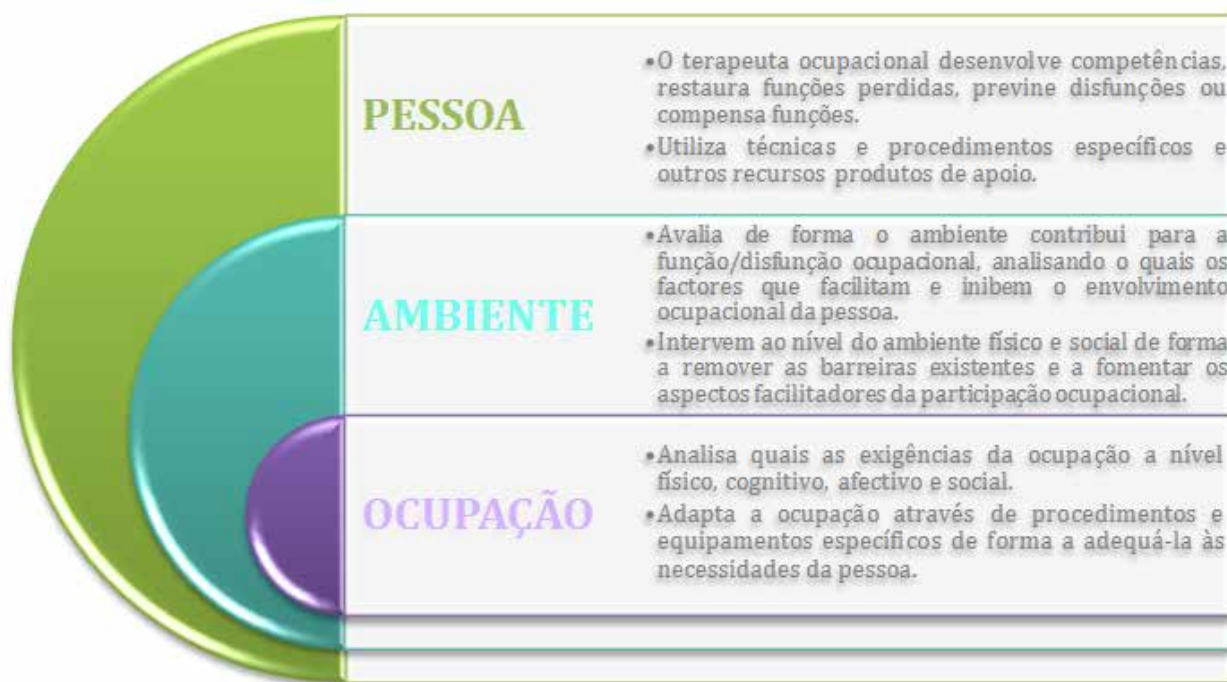 PESSOA
•O terapeuta ocupacional desenvolve competências,
restaura funções perdidas, previne disfunções ou
compensa funções.
•Utiliza técnicas e procedimentos específicos e
outros recursos produtos de apoio.
AMBIENTE
•Avalia de forma o ambiente contribui para a
função/disfunção ocupacional, analisando o quais os
factores que facilitam e inibem o envolvimento
ocupacional da pessoa.
•Intervem ao nível do ambiente físico e social de forma
a remover as barreiras existentes e a fomentar os
aspectos facilitadores da participação ocupacional.
OCUPAÇÃO
•Analisa quais as exigências da ocupação a nível
físico, cognitivo, afectivo e social.
•Adapta a ocupação através de procedimentos e
equipamentos específicos de forma a adequá-la às
necessidades da pessoa.